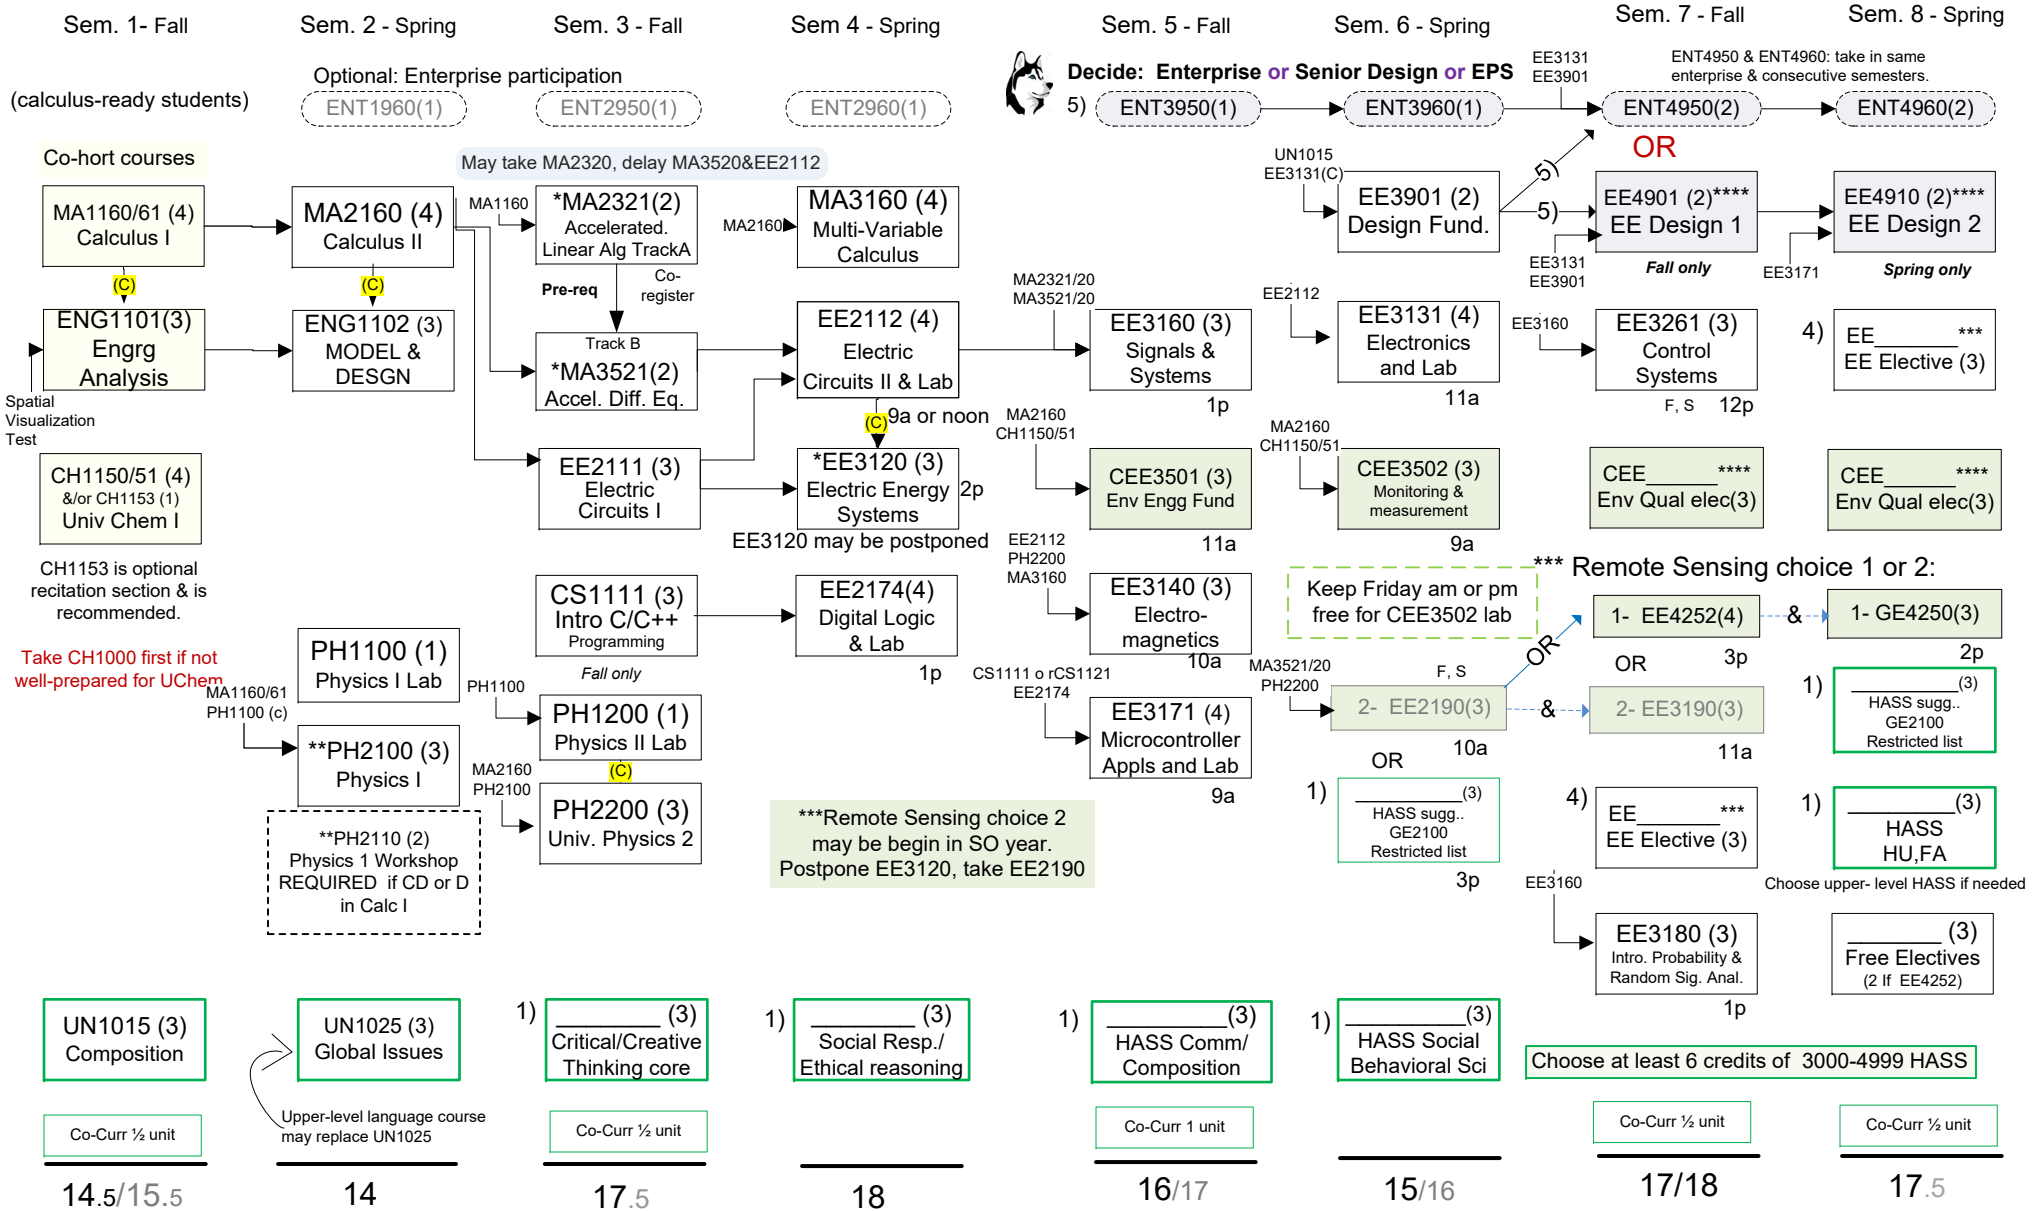 Sem. 1- Fall
Sem. 2 - Spring
Sem. 3 - Fall
Sem 4 - Spring
Sem. 5 - Fall
Sem. 6 - Spring
Sem. 7 - Fall
Sem. 8 - Spring
(calculus-ready students)
Optional: Enterprise participation
ENT1960(1)
ENT2950(1)
ENT2960(1)
Decide: Enterprise or Senior Design or EPS
5)
ENT3950(1)
ENT3960(1)
EE3131
EE3901
ENT4950 & ENT4960: take in same
enterprise & consecutive semesters.
ENT4950(2)
ENT4960(2)
OR
Co-hort courses
MA1160/61 (4)
Calculus I
(C)
ENG1101(3)
Engrg
Analysis
Spatial
Visualization
Test
CH1150/51 (4)
&/or CH1153 (1)
Univ Chem I
CH1153 is optional
recitation section & is
recommended.
Take CH1000 first if not
well-prepared for UChem
UN1015 (3)
Composition
Co-Curr ½ unit
14.5/15.5
MA2160 (4)
Calculus II
(C)
ENG1102 (3)
MODEL &
DESGN
PH1100 (1)
Physics I Lab
MA1160/61
PH1100 (c)
**PH2100 (3)
Physics I
**PH2110 (2)
Physics 1 Workshop
REQUIRED if CD or D
in Calc I
UN1025 (3)
Global Issues
Upper-level language course
may replace UN1025
14
May take MA2320, delay MA3520&EE2112
MA1160
*MA2321(2)
Accelerated.
Linear Alg TrackA
Pre-req
Co-
register
Track B
*MA3521(2)
Accel. Diff. Eq.
EE2111 (3)
Electric
Circuits I
CS1111 (3)
Intro C/C++
Programming
Fall only
PH1100
PH1200 (1)
Physics II Lab
(C)
MA2160
PH2100
PH2200 (3)
Univ. Physics 2
1)
________ (3)
Critical/Creative
Thinking core
Co-Curr ½ unit
17.5
MA2160
MA3160 (4)
Multi-Variable
Calculus
EE2112 (4)
Electric
Circuits II & Lab
(C)
9a or noon
*EE3120 (3)
Electric Energy
Systems
2p
EE3120 may be postponed
EE2174(4)
Digital Logic
& Lab
1p
***Remote Sensing choice 2
may be begin in SO year.
Postpone EE3120, take EE2190
1)
________ (3)
Social Resp./
Ethical reasoning
18
MA2321/20
MA3521/20
EE3160 (3)
Signals &
Systems
1p
MA2160
CH1150/51
CEE3501 (3)
Env Engg Fund
11a
EE2112
PH2200
MA3160
EE3140 (3)
Electro-
magnetics
10a
CS1111 o rCS1121
EE2174
EE3171 (4)
Microcontroller
Appls and Lab
9a
1)
_________(3)
HASS Comm/
Composition
Co-Curr 1 unit
16/17
UN1015
EE3131(C)
EE3901 (2)
Design Fund.
5)
5)
EE2112
EE3131 (4)
Electronics
and Lab
11a
MA2160
CH1150/51
CEE3502 (3)
Monitoring &
measurement
9a
Keep Friday am or pm
free for CEE3502 lab
MA3521/20
PH2200
F, S
2- EE2190(3)
10a
OR
OR
&
1)
__________(3)
HASS sugg..
GE2100
Restricted list
3p
1)
_________(3)
HASS Social
Behavioral Sci
15/16
EE4901 (2)****
EE Design 1
Fall only
EE3131
EE3901
EE3160
EE3261 (3)
Control
Systems
F, S
12p
CEE______****
Env Qual elec(3)
*** Remote Sensing choice 1 or 2:
1- EE4252(4)
3p
&
OR
2- EE3190(3)
11a
4)
EE_______***
EE Elective (3)
EE3160
EE3180 (3)
Intro. Probability &
Random Sig. Anal.
1p
Choose at least 6 credits of 3000-4999 HASS
Co-Curr ½ unit
17/18
EE3171
EE4910 (2)****
EE Design 2
Spring only
4)
EE_______***
EE Elective (3)
CEE______****
Env Qual elec(3)
1- GE4250(3)
2p
1)
__________(3)
HASS sugg..
GE2100
Restricted list
1)
________(3)
HASS
HU,FA
Choose upper- level HASS if needed
_______ (3)
Free Electives
(2 If EE4252)
Co-Curr ½ unit
17.5